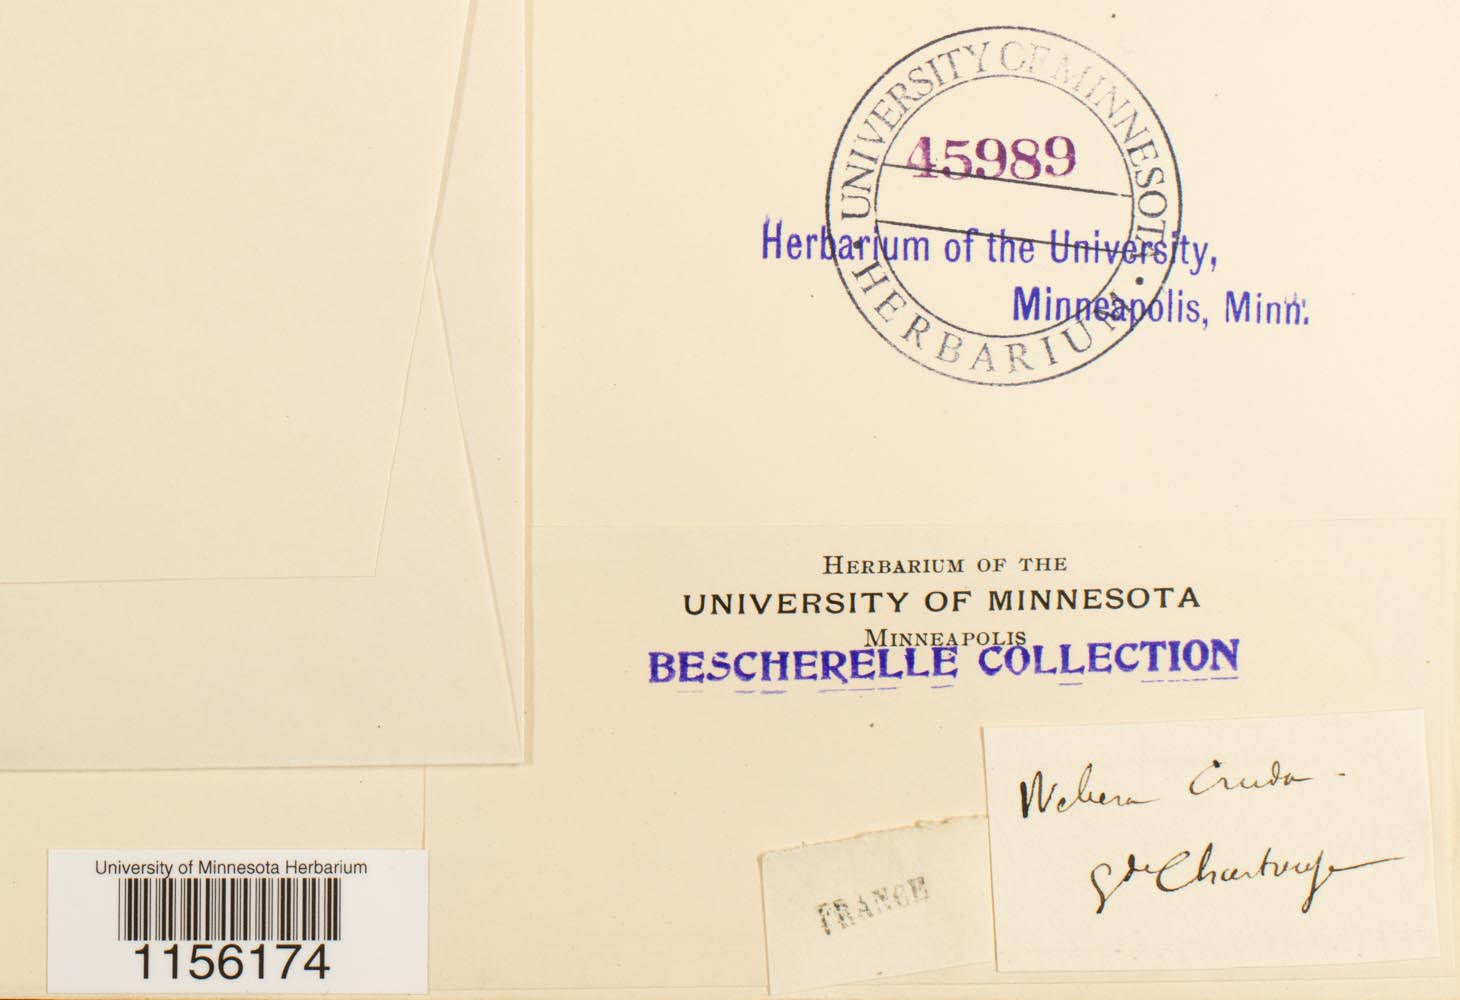 UNIVERSITY OF MINNESOTA
45989
· HERBARIUM ·
Herbarium of the University,
Minneapolis, Minn.
HERBARIUM OF THE
UNIVERSITY OF MINNESOTA
MINNEAPOLIS
BESCHERELLE COLLECTION
Webera Cruda -
Gde Chartreuse
FRANCE
University of Minnesota Herbarium
1156174